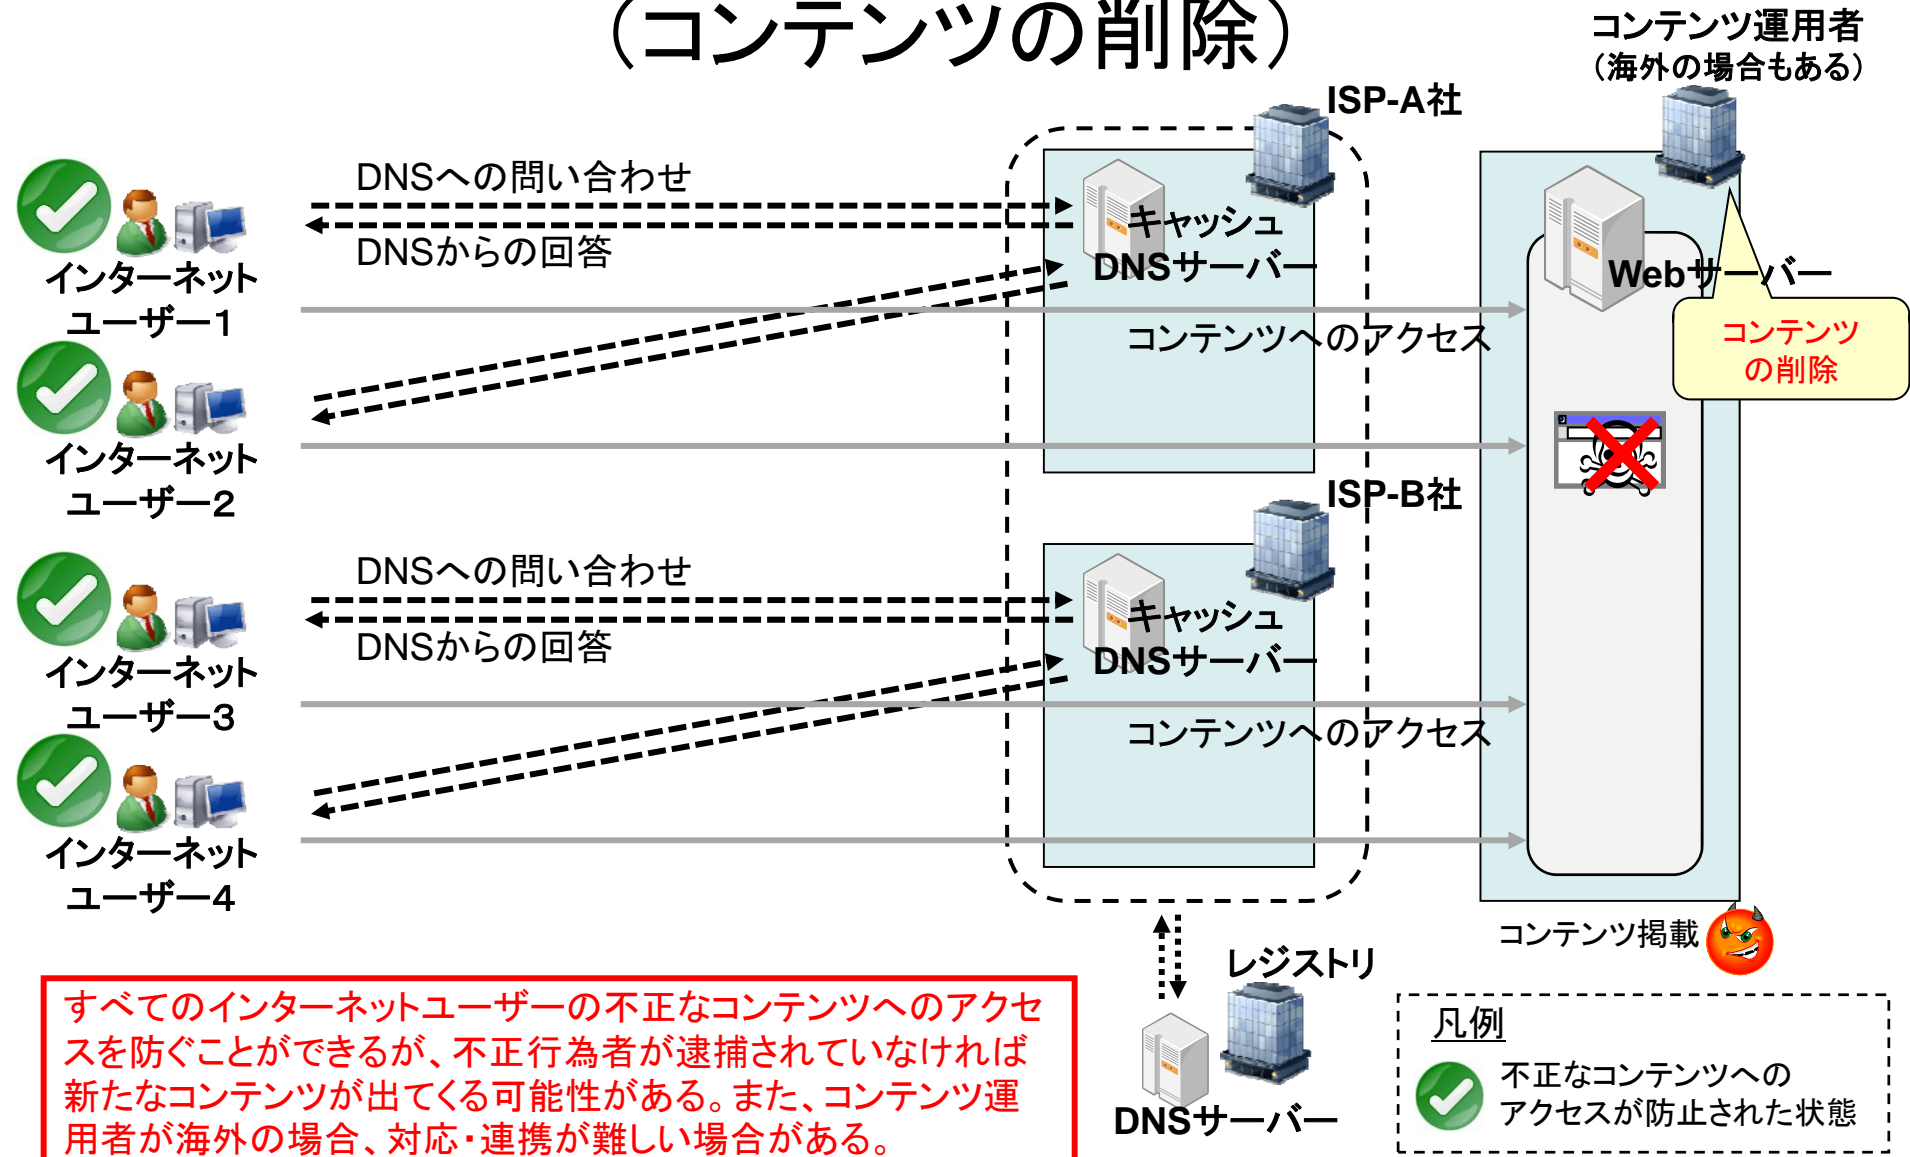 （コンテンツの削除）
コンテンツ運用者
（海外の場合もある）
ISP-A社
DNSへの問い合わせ
DNSからの回答
キャッシュ
DNSサーバー
Webサーバー
インターネット
ユーザー1
コンテンツへのアクセス
コンテンツ
の削除
インターネット
ユーザー2
ISP-B社
DNSへの問い合わせ
DNSからの回答
キャッシュ
DNSサーバー
インターネット
ユーザー3
コンテンツへのアクセス
インターネット
ユーザー4
コンテンツ掲載
レジストリ
DNSサーバー
すべてのインターネットユーザーの不正なコンテンツへのアクセ
スを防ぐことができるが、不正行為者が逮捕されていなければ
新たなコンテンツが出てくる可能性がある。また、コンテンツ運
用者が海外の場合、対応・連携が難しい場合がある。
凡例
不正なコンテンツへの
アクセスが防止された状態